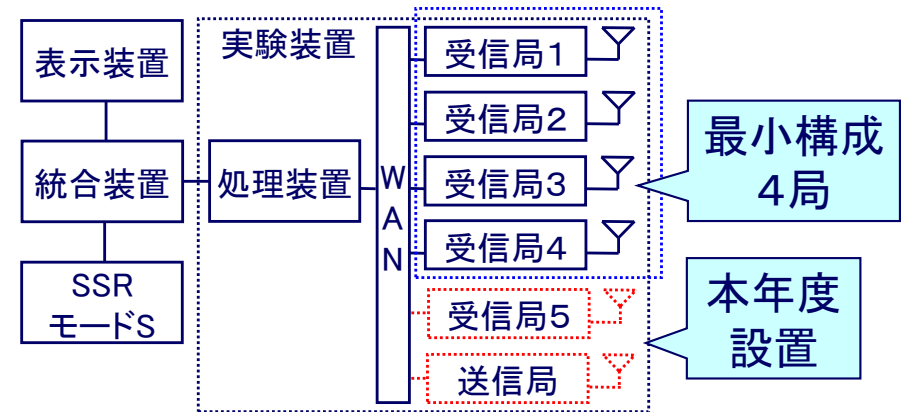 表示装置
統合装置
SSR
モードS
実験装置
処理装置
W
A
N
受信局1
受信局2
受信局3
受信局4
受信局5
送信局
最小構成
4局
本年度
設置